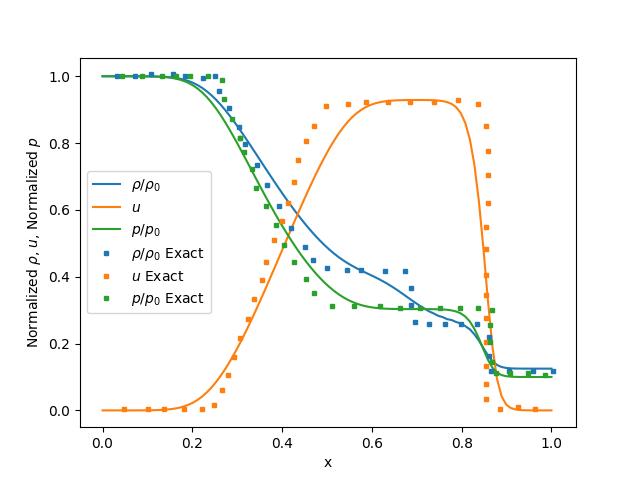 Normalized ρ, u, Normalized p
1.0
0.8
0.6
0.4
0.2
0.0
ρ/ρ₀
u
p/p₀
ρ/ρ₀ Exact
u Exact
p/p₀ Exact
0.0 0.2 0.4 0.6 0.8 1.0
x